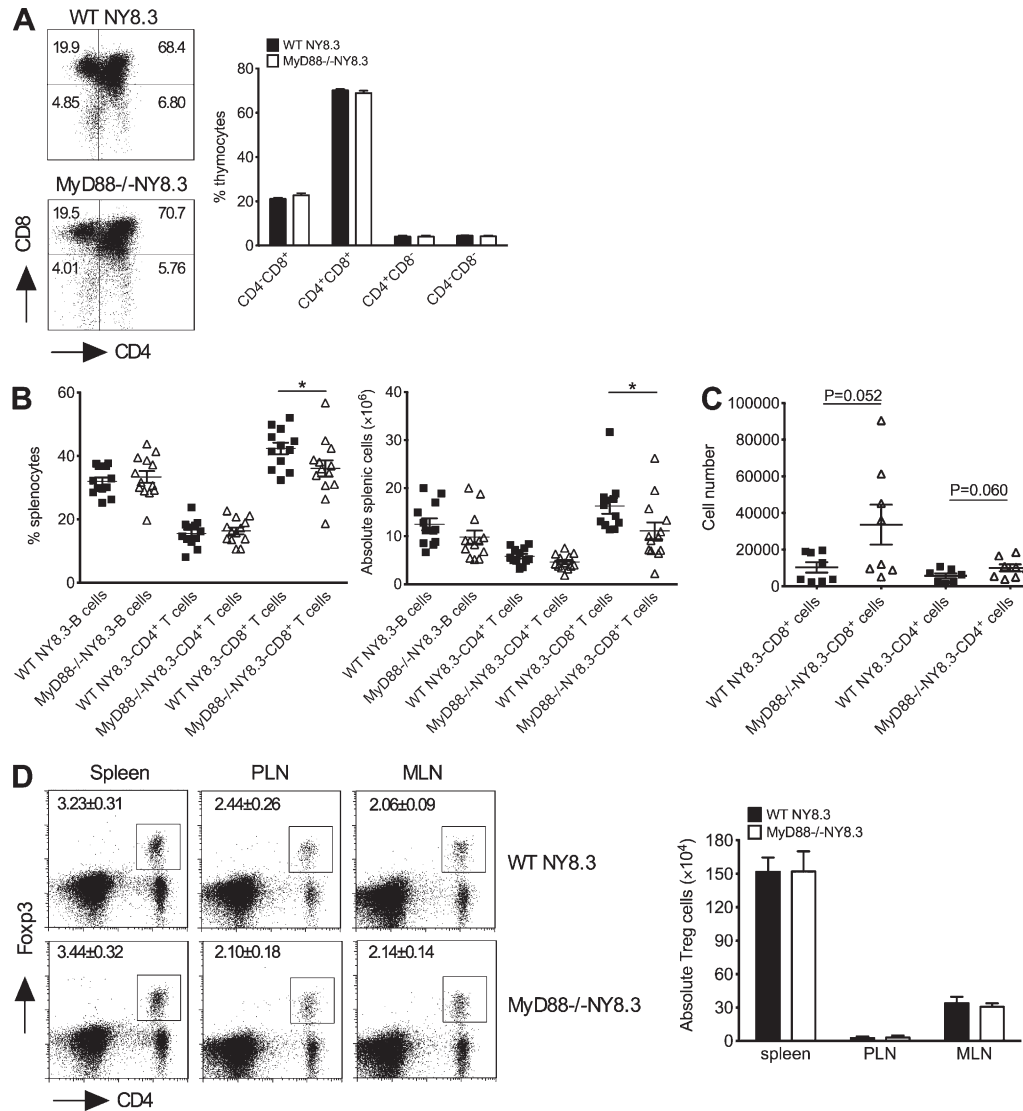 A
WT NY8.3
19.9
68.4
4.85
6.80
MyD88-/-NY8.3
19.5
70.7
4.01
5.76
CD8
CD4
WT NY8.3
MyD88-/-NY8.3
% thymocytes
80
60
40
20
0
CD4-CD8+
CD4+CD8+
CD4+CD8-
CD4-CD8-
B
% splenocytes
60
40
20
0
*
WT NY8.3-B cells
MyD88-/-NY8.3-B cells
WT NY8.3-CD4+ T cells
MyD88-/-NY8.3-CD4+ T cells
WT NY8.3-CD8+ T cells
MyD88-/-NY8.3-CD8+ T cells
Absolute splenic cells (×10⁶)
40
30
20
10
0
*
WT NY8.3-B cells
MyD88-/-NY8.3-B cells
WT NY8.3-CD4+ T cells
MyD88-/-NY8.3-CD4+ T cells
WT NY8.3-CD8+ T cells
MyD88-/-NY8.3-CD8+ T cells
C
Cell number
100000
80000
60000
40000
20000
0
P=0.052
P=0.060
WT NY8.3-CD8+ cells
MyD88-/-NY8.3-CD8+ cells
WT NY8.3-CD4+ cells
MyD88-/-NY8.3-CD4+ cells
D
Spleen
PLN
MLN
3.23±0.31
2.44±0.26
2.06±0.09
WT NY8.3
3.44±0.32
2.10±0.18
2.14±0.14
MyD88-/-NY8.3
Foxp3
CD4
WT NY8.3
MyD88-/-NY8.3
Absolute Treg cells (×10⁴)
180
150
120
90
60
30
0
spleen
PLN
MLN